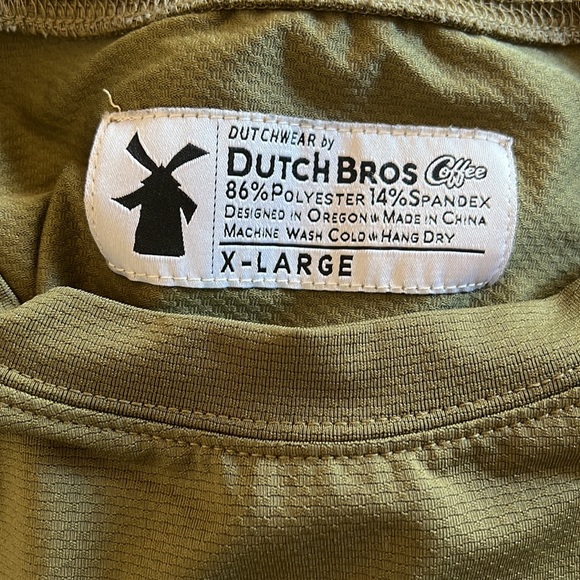 DUTCHWEAR by
DUTCH BROS Coffee
86% POLYESTER 14% SPANDEX
DESIGNED IN OREGON MADE IN CHINA
MACHINE WASH COLD HANG DRY
X-LARGE